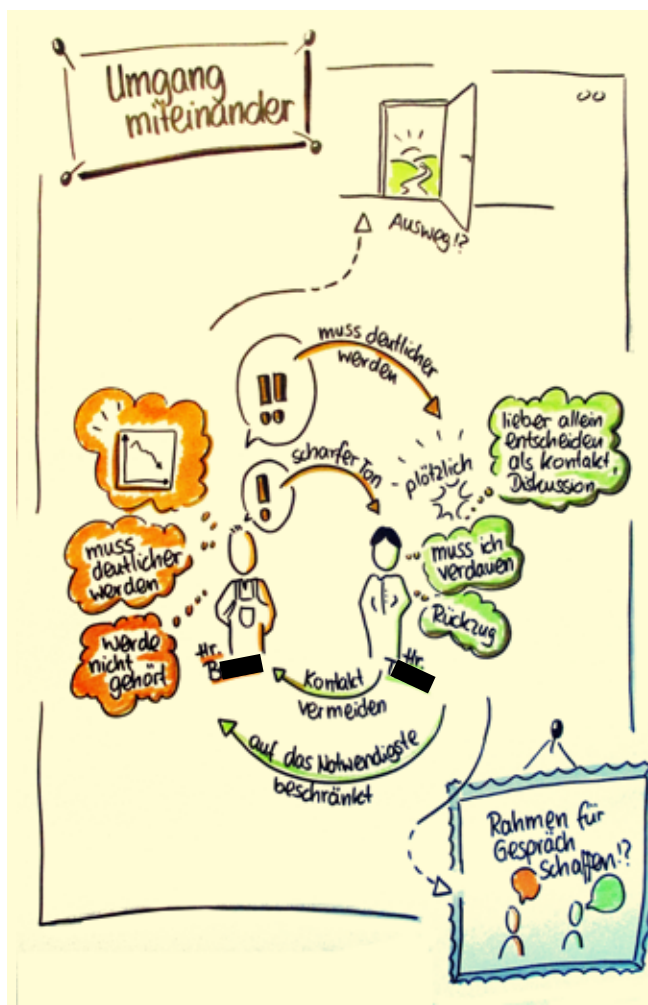 Umgang
miteinander
Ausweg!?
muss deutlicher
werden
!!
lieber allein
entscheiden
als Kontakt,
Diskussion
scharfer Ton
!
plötzlich
muss
deutlicher
werden
muss ich
verdauen
werde
nicht
gehört
Rückzug
Hr.
B
Hr.
Kontakt
vermeiden
auf das Notwendigste
beschränkt
Rahmen für
Gespräch
schaffen!?